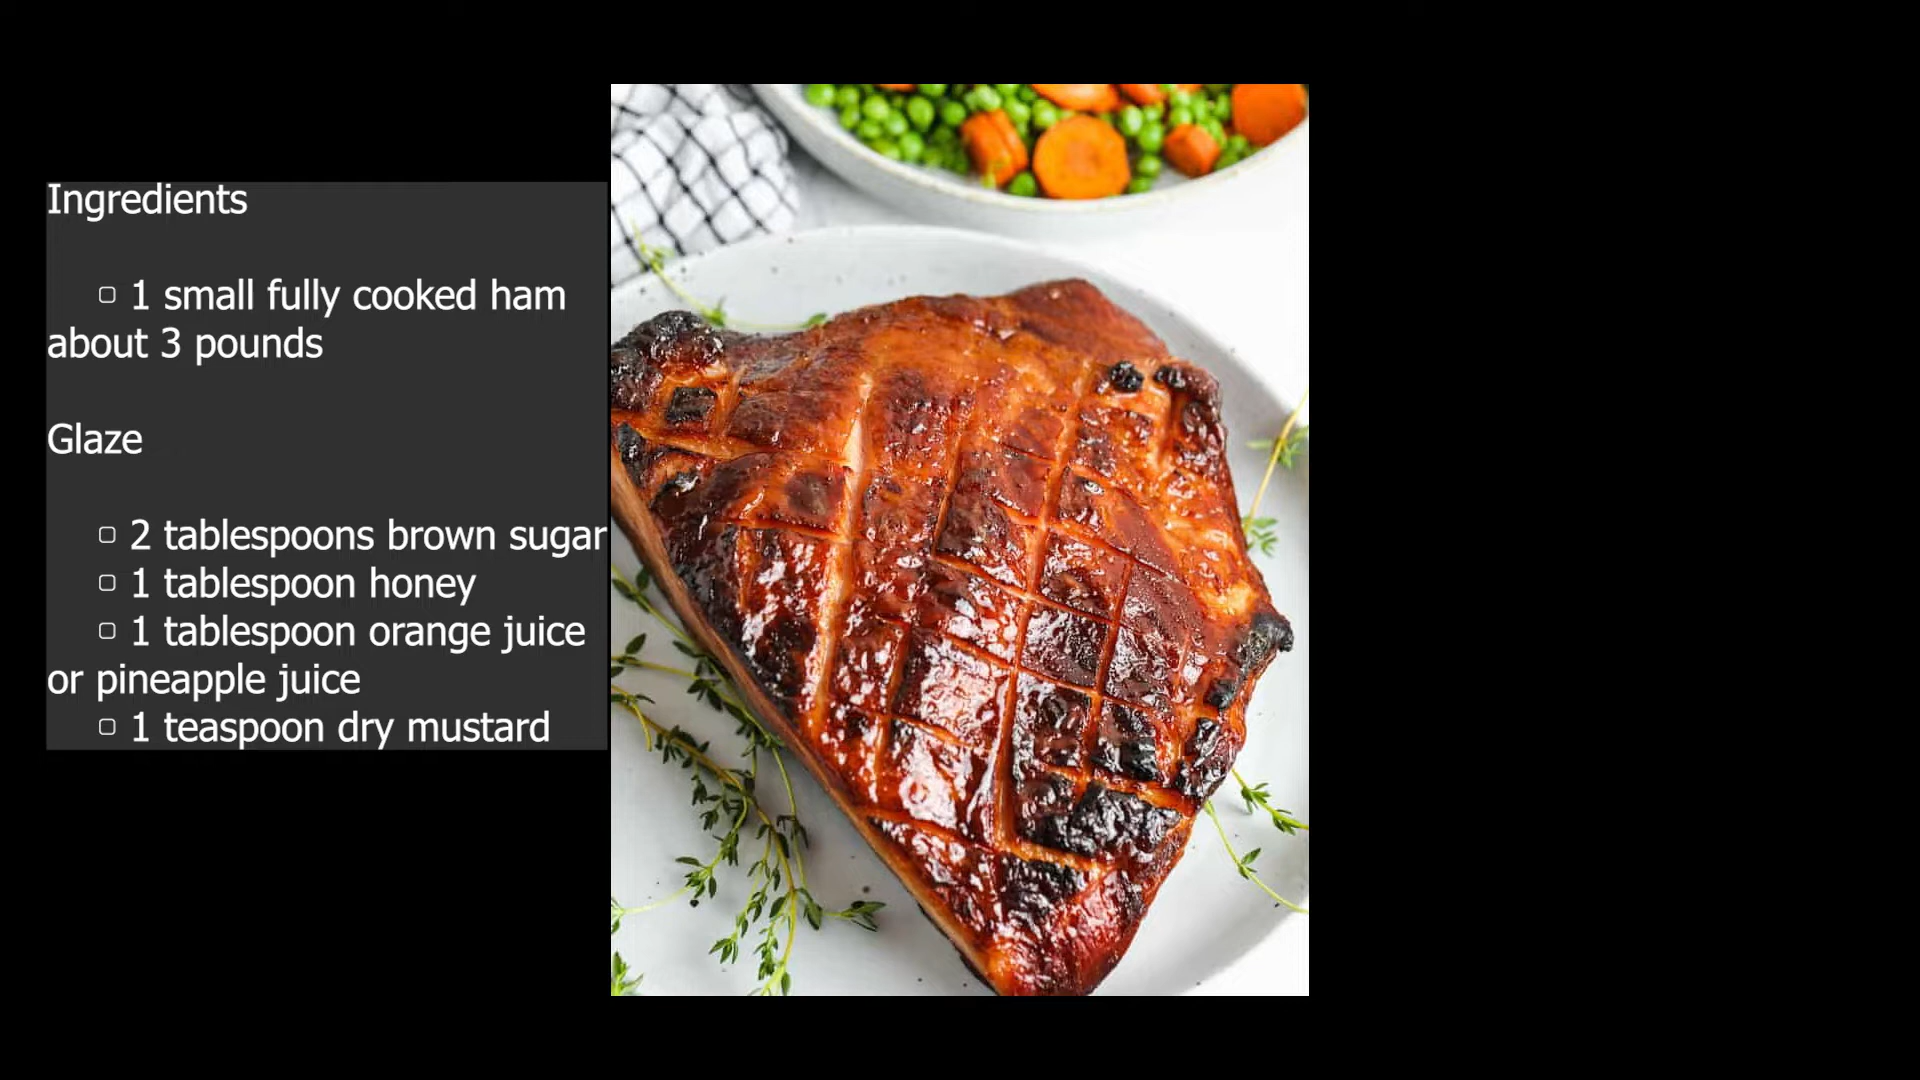 Ingredients
▢ 1 small fully cooked ham
about 3 pounds
Glaze
▢ 2 tablespoons brown sugar
▢ 1 tablespoon honey
▢ 1 tablespoon orange juice
or pineapple juice
▢ 1 teaspoon dry mustard